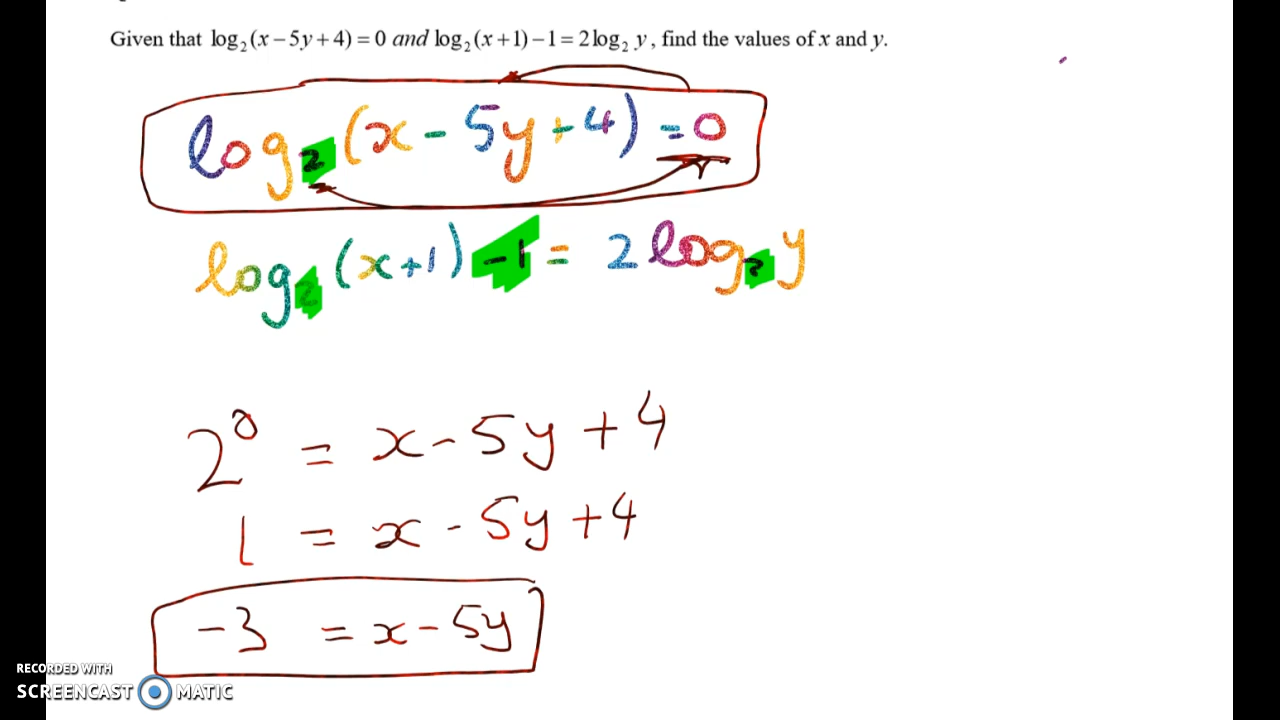 Given that log₂(x − 5y + 4) = 0 and log₂(x + 1) − 1 = 2log₂ y, find the values of x and y.
log₂(x − 5y + 4) = 0
log₂(x + 1) − 1 = 2log₂y
2⁰ = x − 5y + 4
1 = x − 5y + 4
−3 = x − 5y
RECORDED WITH
SCREENCAST MATIC